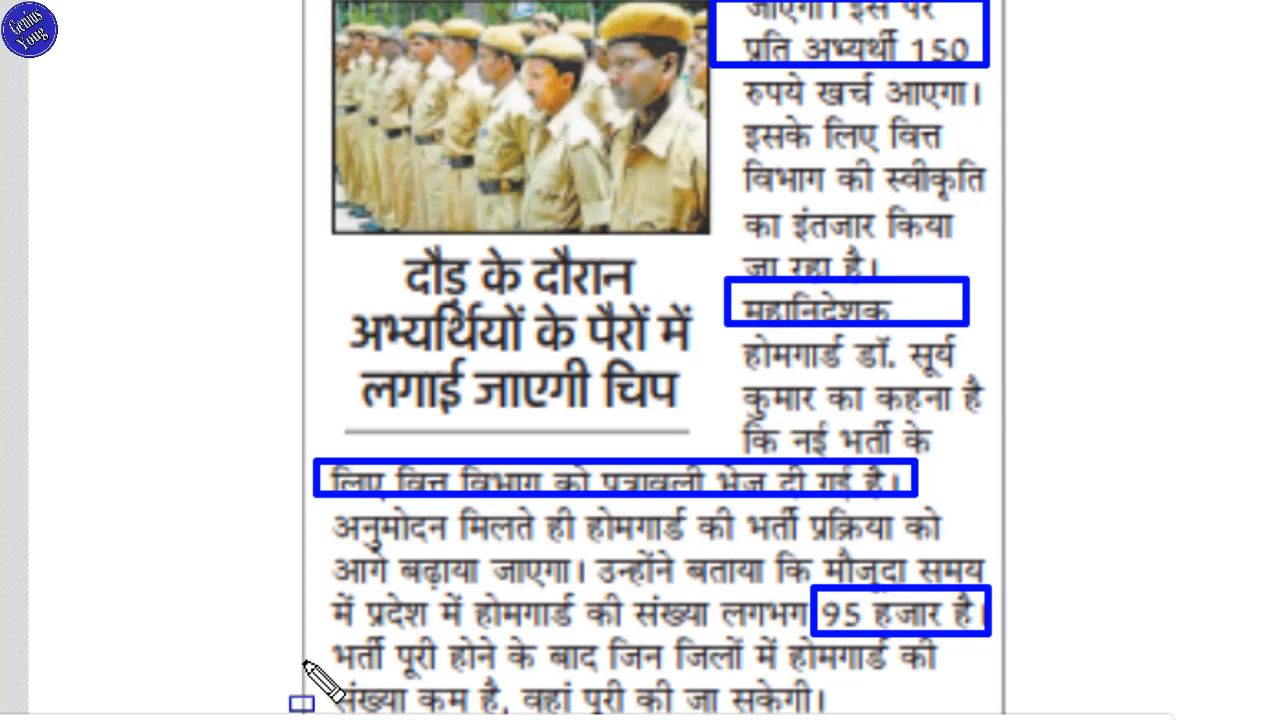 Genius
Youg
जाएगा। इस पर
प्रति अभ्यर्थी 150
रुपये खर्च आएगा।
इसके लिए वित्त
विभाग की स्वीकृति
का इंतजार किया
जा रहा है।
महानिदेशक
होमगार्ड डॉ. सूर्य
कुमार का कहना है
कि नई भर्ती के
दौड़ के दौरान
अभ्यर्थियों के पैरों में
लगाई जाएगी चिप
लिए वित्त विभाग को पत्रावली भेज दी गई है।
अनुमोदन मिलते ही होमगार्ड की भर्ती प्रक्रिया को
आगे बढ़ाया जाएगा। उन्होंने बताया कि मौजूदा समय
में प्रदेश में होमगार्ड की संख्या लगभग 95 हजार है।
भर्ती पूरी होने के बाद जिन जिलों में होमगार्ड की
संख्या कम है, वहां पूरी की जा सकेगी।